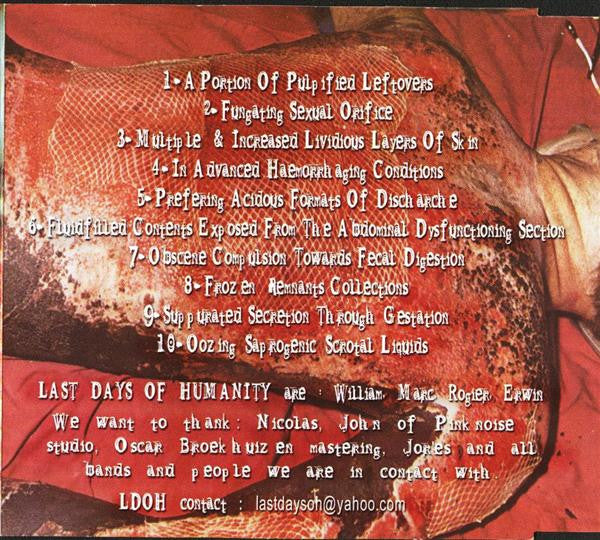 1- A Portion Of Pulpified Leftovers
2- Fungating Sexual Orifice
3- Multiple & Increased Lividious Layers Of Skin
4- In Advanced Haemorrhaging Conditions
5- Prefering Acidous Formats Of Discharche
6- Fluidfilled Contents Exposed From The Abdominal Dysfunctioning Section
7- Obscene Compulsion Towards Fecal Digestion
8- Frozen Remnants Collections
9- Suppurated Secretion Through Gestation
10- Oozing Saprogenic Scrotal Liquids
LAST DAYS OF HUMANITY are : William, Marc, Rogier, Erwin
We want to thank: Nicolas, John of Pinknoise
studio, Oscar Broekhuizen mastering, Jones and all
bands and people we are in contact with.
LDOH contact : lastdaysoh@yahoo.com